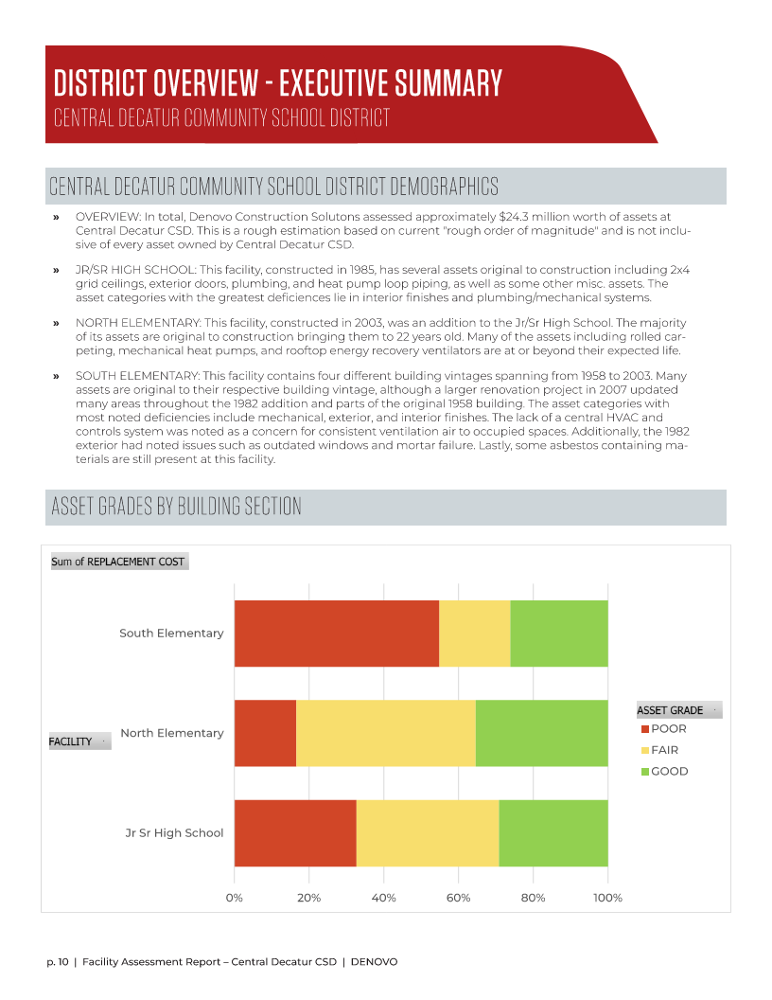 DISTRICT OVERVIEW - EXECUTIVE SUMMARY
CENTRAL DECATUR COMMUNITY SCHOOL DISTRICT
CENTRAL DECATUR COMMUNITY SCHOOL DISTRICT DEMOGRAPHICS
» OVERVIEW: In total, Denovo Construction Solutons assessed approximately $24.3 million worth of assets at
Central Decatur CSD. This is a rough estimation based on current "rough order of magnitude" and is not inclu-
sive of every asset owned by Central Decatur CSD.
» JR/SR HIGH SCHOOL: This facility, constructed in 1985, has several assets original to construction including 2x4
grid ceilings, exterior doors, plumbing, and heat pump loop piping, as well as some other misc. assets. The
asset categories with the greatest deficiences lie in interior finishes and plumbing/mechanical systems.
» NORTH ELEMENTARY: This facility, constructed in 2003, was an addition to the Jr/Sr High School. The majority
of its assets are original to construction bringing them to 22 years old. Many of the assets including rolled car-
peting, mechanical heat pumps, and rooftop energy recovery ventilators are at or beyond their expected life.
» SOUTH ELEMENTARY: This facility contains four different building vintages spanning from 1958 to 2003. Many
assets are original to their respective building vintage, although a larger renovation project in 2007 updated
many areas throughout the 1982 addition and parts of the original 1958 building. The asset categories with
most noted deficiencies include mechanical, exterior, and interior finishes. The lack of a central HVAC and
controls system was noted as a concern for consistent ventilation air to occupied spaces. Additionally, the 1982
exterior had noted issues such as outdated windows and mortar failure. Lastly, some asbestos containing ma-
terials are still present at this facility.
ASSET GRADES BY BUILDING SECTION
Sum of REPLACEMENT COST
South Elementary
North Elementary
Jr Sr High School
FACILITY
0% 20% 40% 60% 80% 100%
ASSET GRADE
POOR
FAIR
GOOD
p. 10 | Facility Assessment Report – Central Decatur CSD | DENOVO